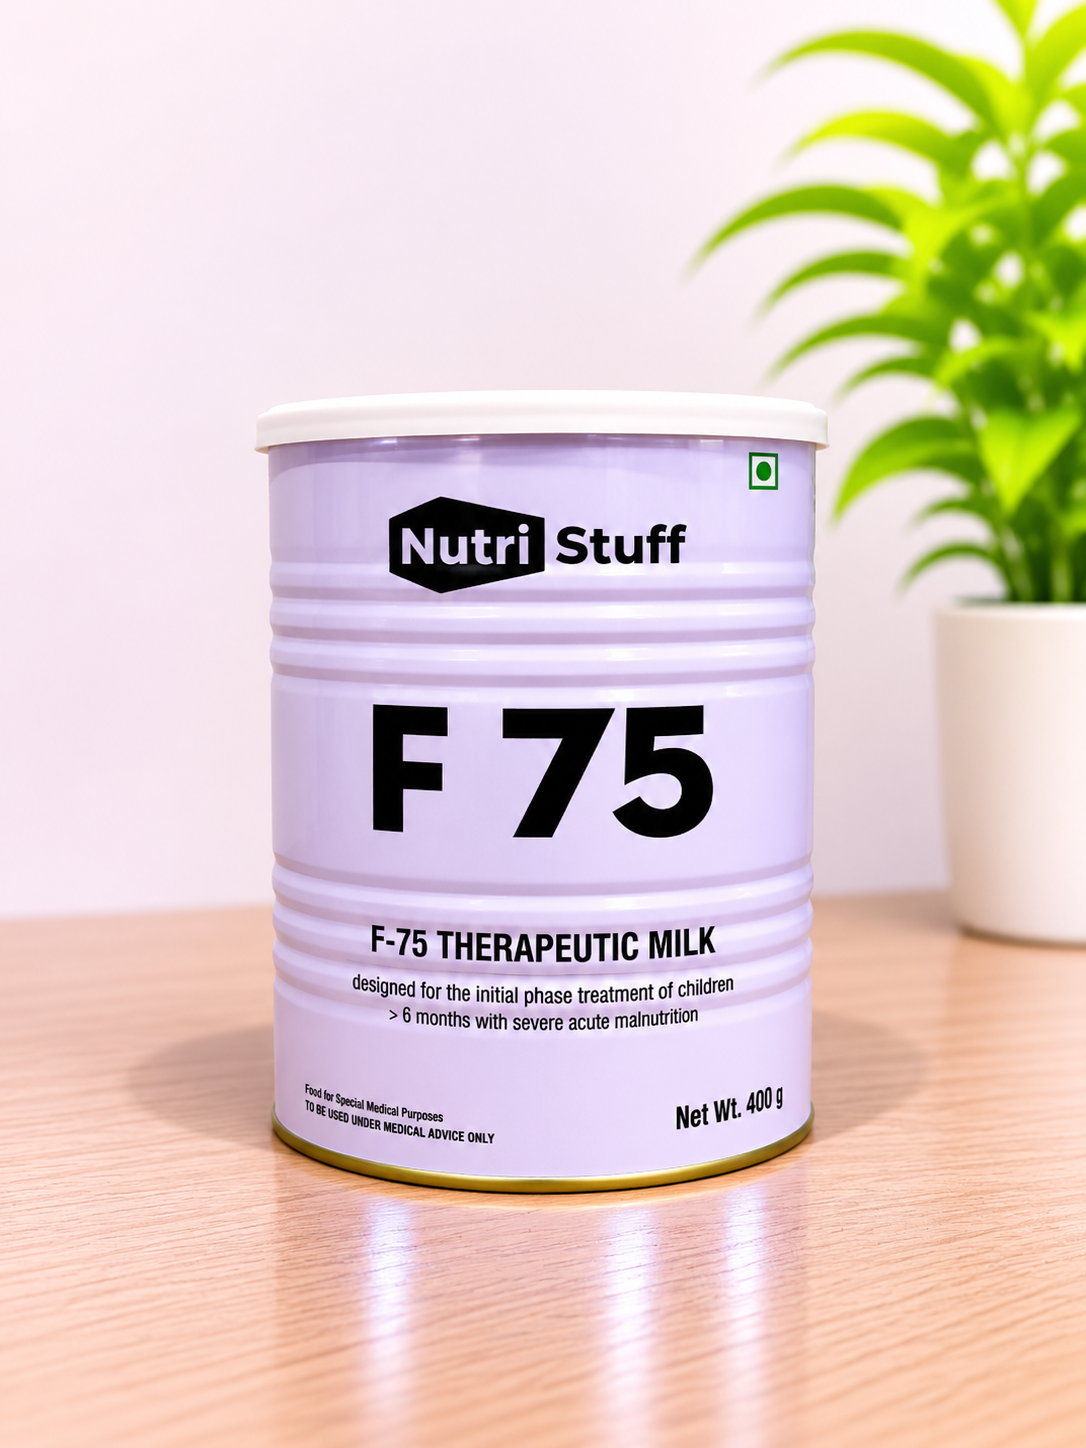 Nutri Stuff
F 75
F-75 THERAPEUTIC MILK
designed for the initial phase treatment of children
> 6 months with severe acute malnutrition
Food for Special Medical Purposes
TO BE USED UNDER MEDICAL ADVICE ONLY
Net Wt. 400 g